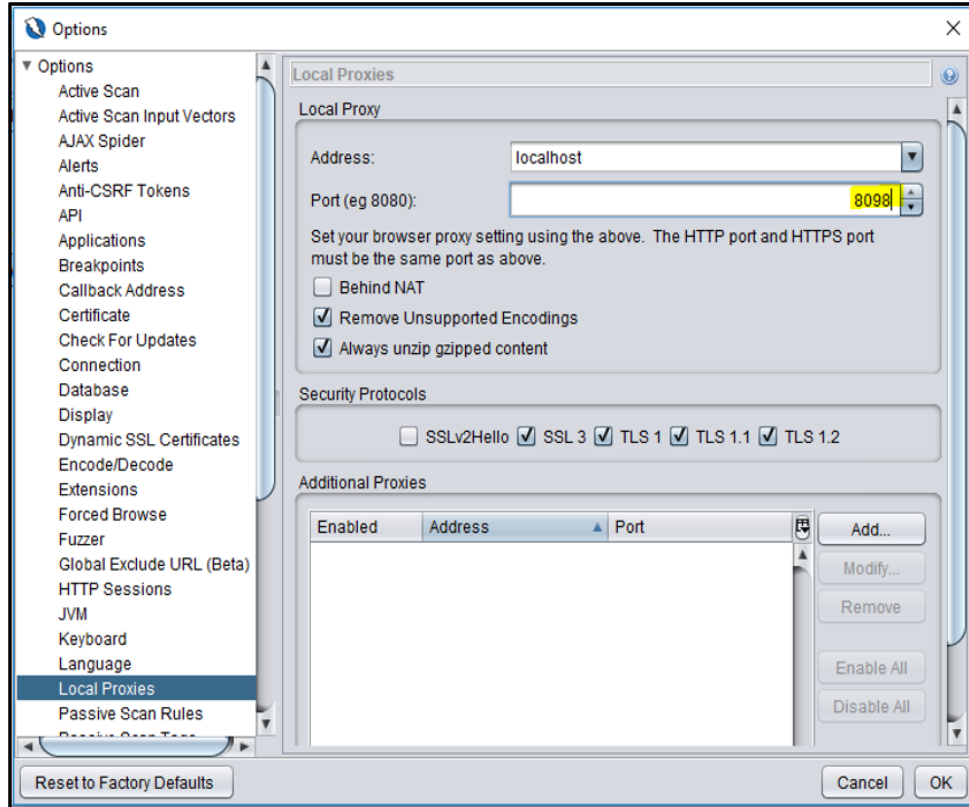 Options
Options
Active Scan
Active Scan Input Vectors
AJAX Spider
Alerts
Anti-CSRF Tokens
API
Applications
Breakpoints
Callback Address
Certificate
Check For Updates
Connection
Database
Display
Dynamic SSL Certificates
Encode/Decode
Extensions
Forced Browse
Fuzzer
Global Exclude URL (Beta)
HTTP Sessions
JVM
Keyboard
Language
Local Proxies
Passive Scan Rules
Passive Scan Tags
Local Proxies
Local Proxy
Address: localhost
Port (eg 8080): 8098
Set your browser proxy setting using the above. The HTTP port and HTTPS port
must be the same port as above.
Behind NAT
Remove Unsupported Encodings
Always unzip gzipped content
Security Protocols
SSLv2Hello SSL 3 TLS 1 TLS 1.1 TLS 1.2
Additional Proxies
Enabled Address Port
Add...
Modify...
Remove
Enable All
Disable All
Reset to Factory Defaults Cancel OK